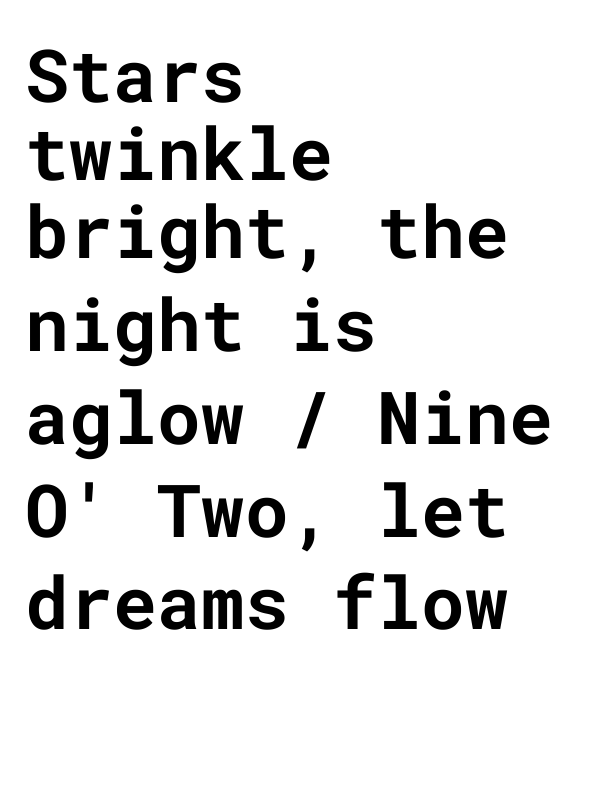 Stars
twinkle
bright, the
night is
aglow / Nine
O' Two, let
dreams flow